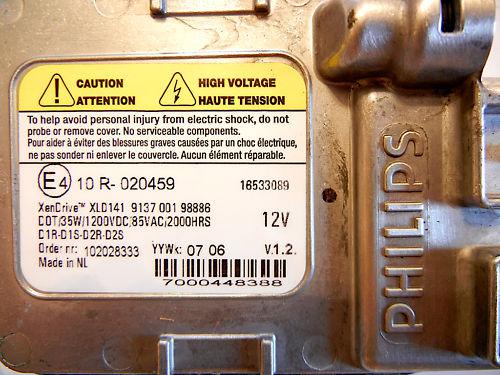 CAUTION
ATTENTION
HIGH VOLTAGE
HAUTE TENSION
To help avoid personal injury from electric shock, do not
probe or remove cover. No serviceable components.
Pour aider à éviter des blessures graves causées par un choc électrique,
ne pas sonder ni enlever le couvercle. Aucun élément réparable.
E4 10 R- 020459 16533089
XenDrive™ XLD141 9137 001 98886
DOT/35W/1200VDC/85VAC/2000HRS 12V
D1R-D1S-D2R-D2S
Order nr: 102028333 YYWk: 07 06 V.1.2.
Made in NL
7000448388
PHILIPS